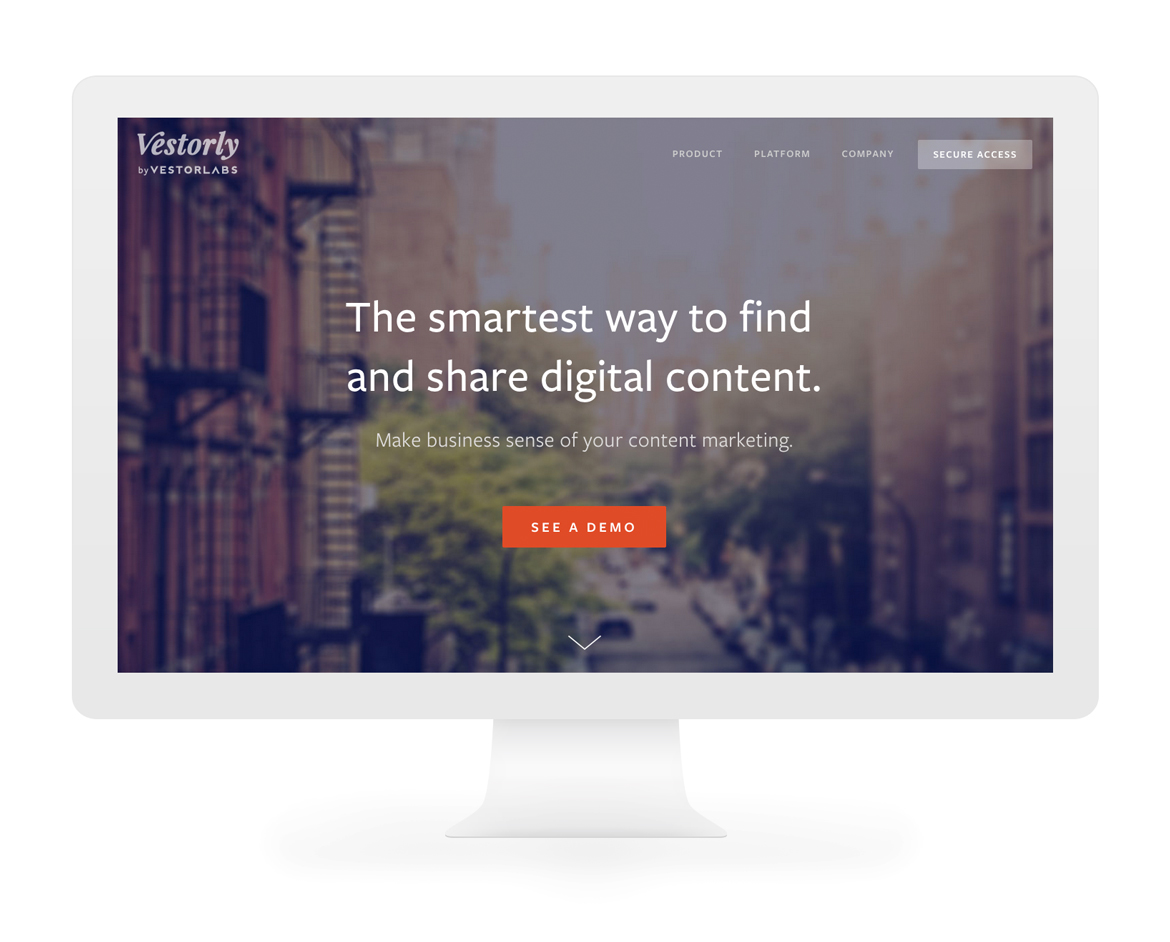 Vestorly
by VESTORLABS
PRODUCT PLATFORM COMPANY SECURE ACCESS
The smartest way to find
and share digital content.
Make business sense of your content marketing.
SEE A DEMO